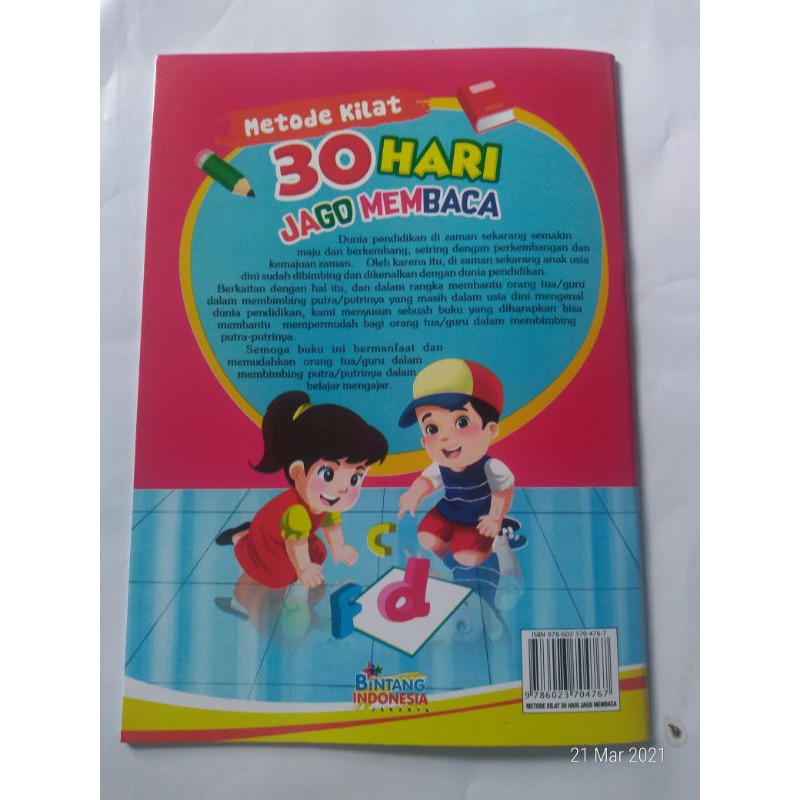 Metode Kilat
30 HARI
JAGO MEMBACA
Dunia pendidikan di zaman sekarang semakin
maju dan berkembang, seiring dengan perkembangan dan
kemajuan zaman. Oleh karena itu, di zaman sekarang anak usia
dini sudah dibimbing dan dikenalkan dengan dunia pendidikan.
Berkaitan dengan hal itu, dan dalam rangka membantu orang tua/guru
dalam membimbing putra/putrinya yang masih dalam usia dini mengenal
dunia pendidikan, kami menyusun sebuah buku yang diharapkan bisa
membantu mempermudah bagi orang tua/guru dalam membimbing
putra-putrinya.
Semoga buku ini bermanfaat dan
memudahkan orang tua/guru dalam
membimbing putra/putrinya dalam
belajar mengajar.
c
F d
BINTANG
INDONESIA
JAKARTA
ISBN 978-602-370-476-7
9 786023 704767
METODE KILAT 30 HARI JAGO MEMBACA
21 Mar 2021